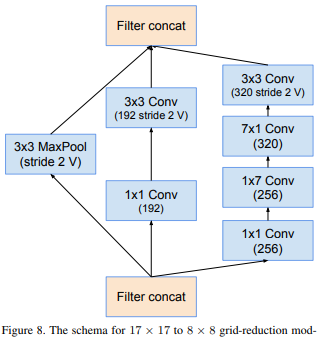 Filter concat
3x3 Conv
(320 stride 2 V)
3x3 Conv
(192 stride 2 V)
7x1 Conv
(320)
3x3 MaxPool
(stride 2 V)
1x7 Conv
(256)
1x1 Conv
(192)
1x1 Conv
(256)
Filter concat
Figure 8. The schema for 17 × 17 to 8 × 8 grid-reduction mod-